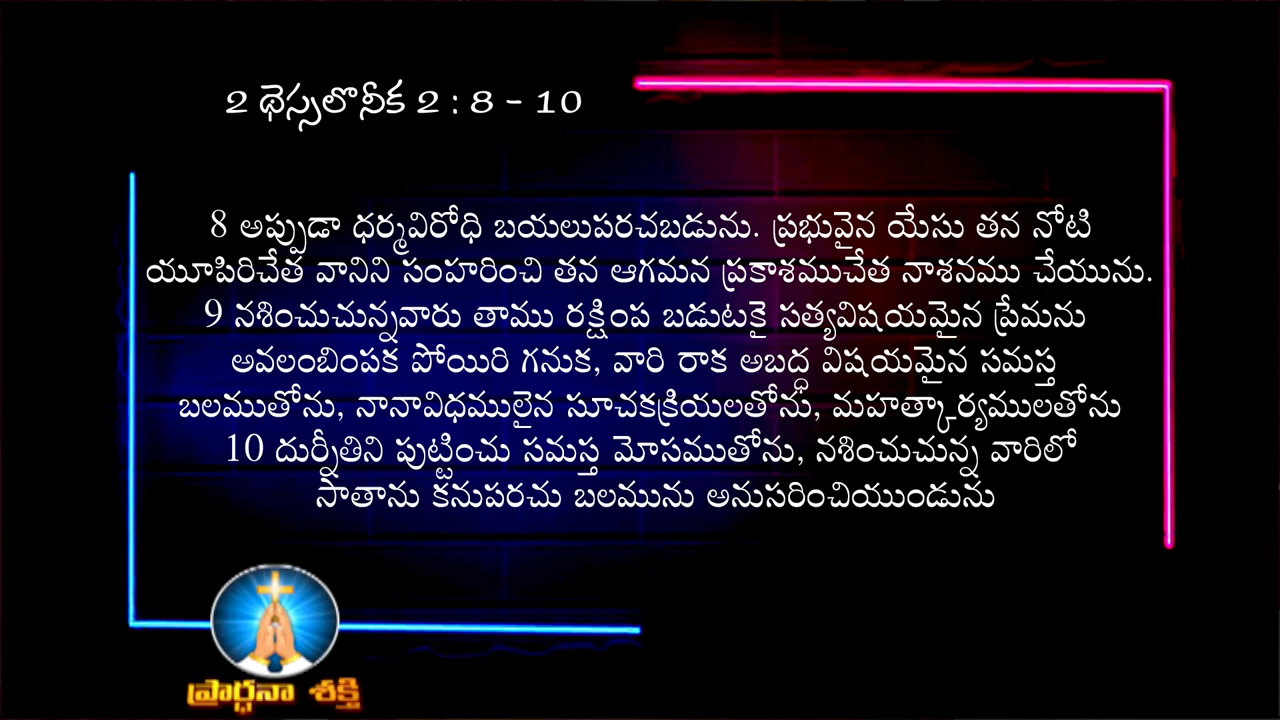 2 థెస్సలొనీక 2 : 8 - 10
8 అప్పుడా ధర్మవిరోధి బయలుపరచబడును. ప్రభువైన యేసు తన నోటి
యూపిరిచేత వానిని సంహరించి తన ఆగమన ప్రకాశముచేత నాశనము చేయును.
9 నశించుచున్నవారు తాము రక్షింప బడుటకై సత్యవిషయమైన ప్రేమను
అవలంబింపక పోయిరి గనుక, వారి రాక అబద్ధ విషయమైన సమస్త
బలముతోను, నానావిధములైన సూచకక్రియలతోను, మహత్కార్యములతోను
10 దుర్నీతిని పుట్టించు సమస్త మోసముతోను, నశించుచున్న వారిలో
సాతాను కనుపరచు బలమును అనుసరించియుండును
ప్రార్థనా శక్తి